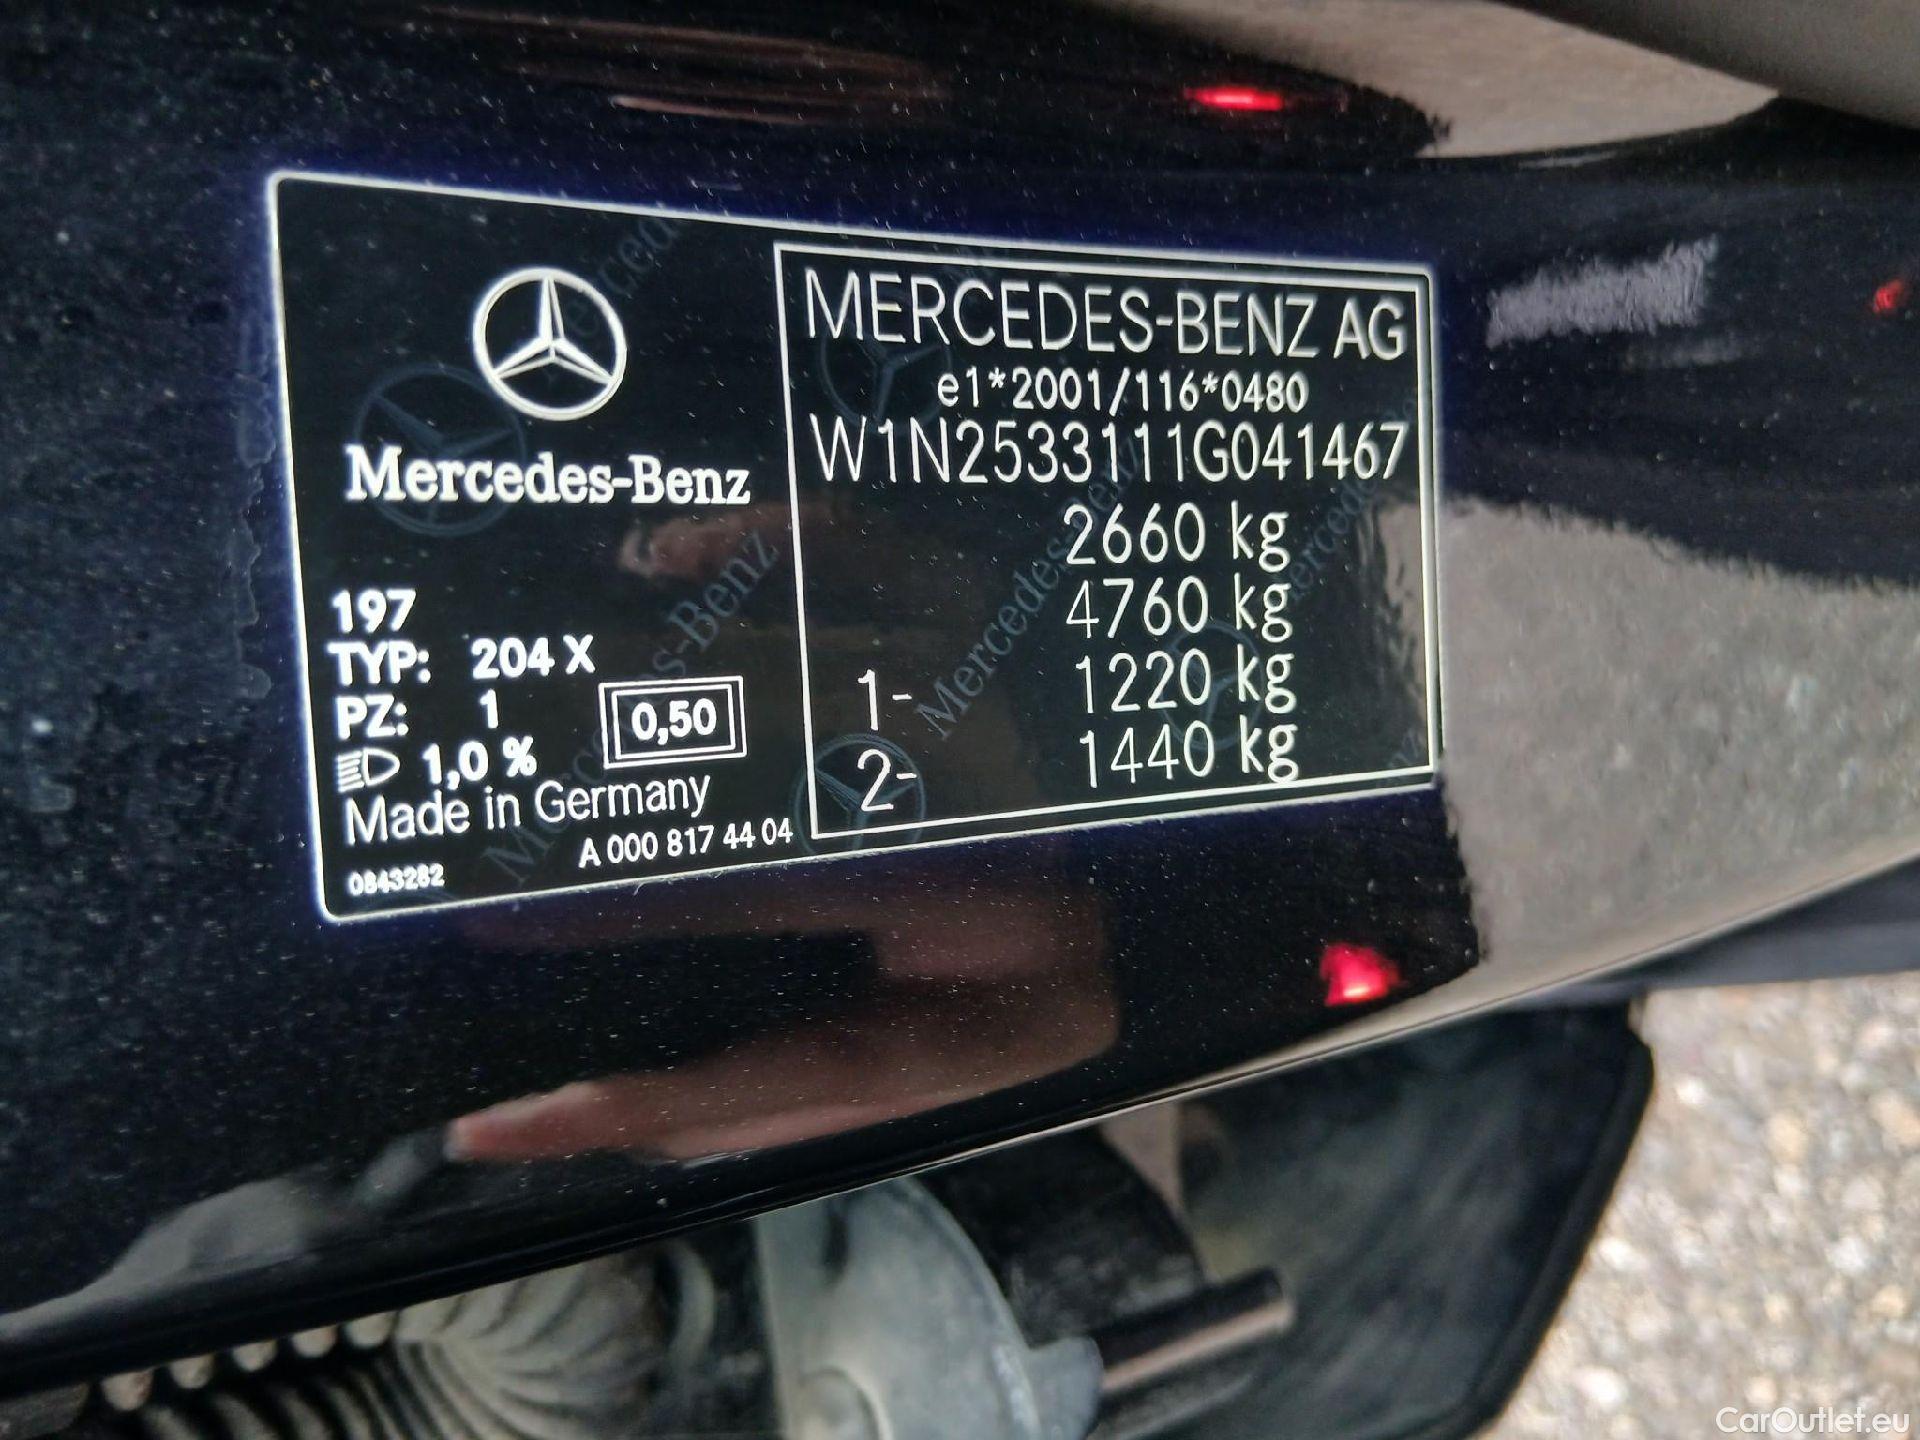 Mercedes-Benz
197
TYP: 204 X
PZ: 1
1,0 %
0,50
Made in Germany
A 000 817 44 04
0843282
MERCEDES-BENZ AG
e1*2001/116*0480
W1N2533111G041467
2660 kg
4760 kg
1- 1220 kg
2- 1440 kg
CarOutlet.eu